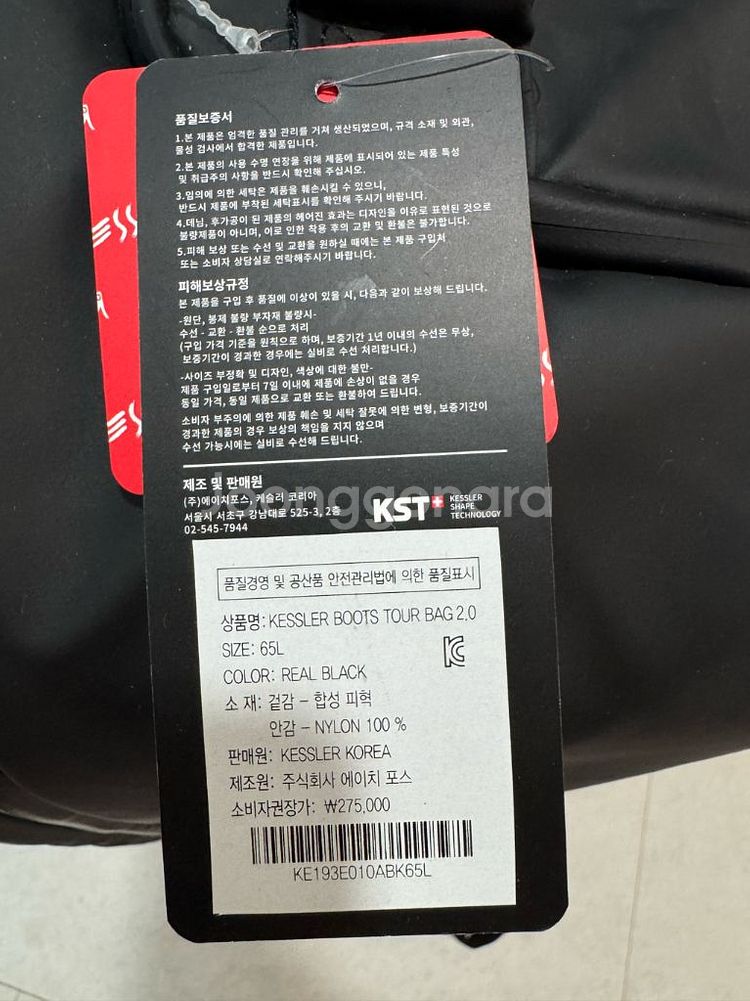 품질보증서
1.본 제품은 엄격한 품질 관리를 거쳐 생산되었으며, 규격 소재 및 외관,
물성 검사에서 합격한 제품입니다.
2.본 제품의 사용 수명 연장을 위해 제품에 표시되어 있는 제품 특성
및 취급주의 사항을 반드시 확인해 주십시오.
3.임의에 의한 세탁은 제품을 훼손시킬 수 있으니,
반드시 제품에 부착된 세탁표시를 확인해 주시기 바랍니다.
4.데님, 후가공이 된 제품의 헤어진 효과는 디자인을 이유로 표현된 것으로
불량제품이 아니며, 이로 인한 착용 후의 교환 및 환불은 불가합니다.
5.피해 보상 또는 수선 및 교환을 원하실 때에는 본 제품 구입처
또는 소비자 상담실로 연락해주시기 바랍니다.
피해보상규정
본 제품을 구입 후 품질에 이상이 있을 시, 다음과 같이 보상해 드립니다.
-원단, 봉제 불량 부자재 불량시-
수선 - 교환 - 환불 순으로 처리
(구입 가격 기준을 원칙으로 하며, 보증기간 1년 이내의 수선은 무상,
보증기간이 경과한 경우에는 실비로 수선 처리합니다.)
-사이즈 부정확 및 디자인, 색상에 대한 불만-
제품 구입일로부터 7일 이내에 제품에 손상이 없을 경우
동일 가격, 동일 제품으로 교환 또는 환불하여 드립니다.
소비자 부주의에 의한 제품 훼손 및 세탁 잘못에 의한 변형, 보증기간이
경과한 제품의 경우 보상의 책임을 지지 않으며
수선 가능시에는 실비로 수선해 드립니다.
제조 및 판매원
(주)에이치포스, 케슬러 코리아
서울시 서초구 강남대로 525-3, 2층
02-545-7944
KST
KESSLER
SHAPE
TECHNOLOGY
Joonggonara
품질경영 및 공산품 안전관리법에 의한 품질표시
상품명: KESSLER BOOTS TOUR BAG 2.0
SIZE: 65L
COLOR: REAL BLACK
소 재: 겉감 - 합성 피혁
안감 - NYLON 100 %
판매원: KESSLER KOREA
제조원: 주식회사 에이치 포스
소비자권장가: ₩275,000
KE193E010ABK65L